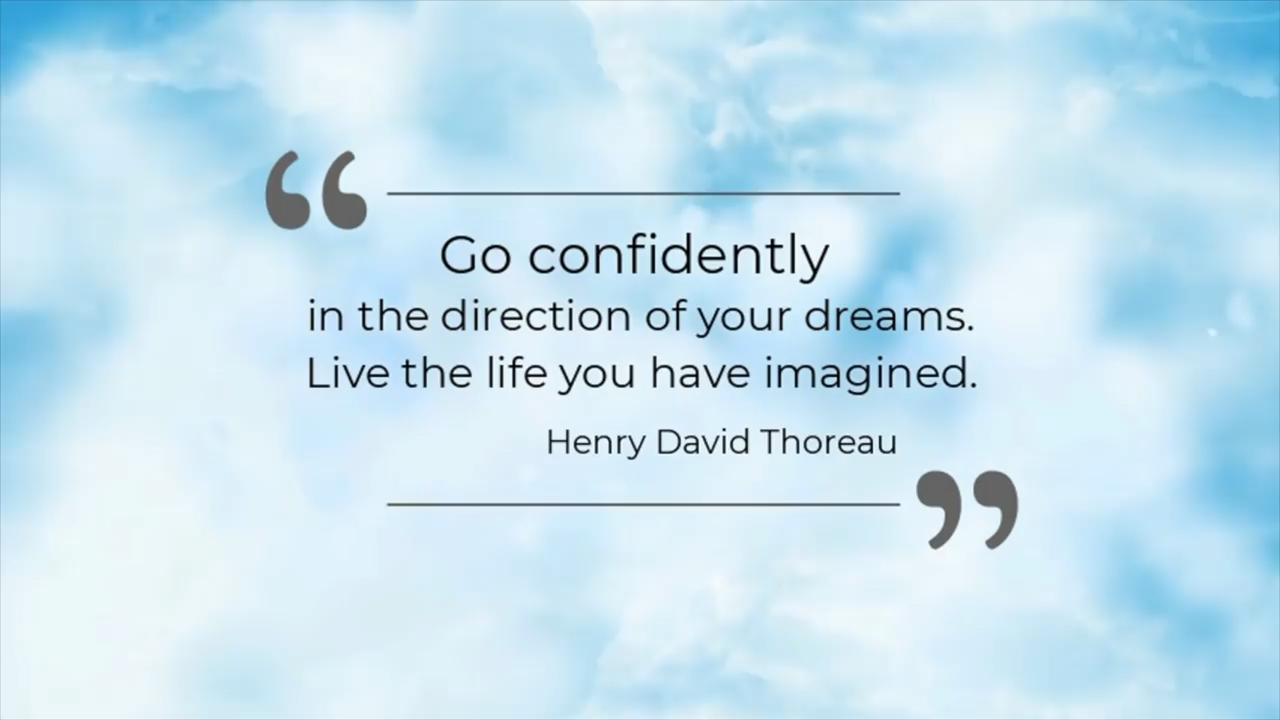 “
Go confidently
in the direction of your dreams.
Live the life you have imagined.
Henry David Thoreau
”